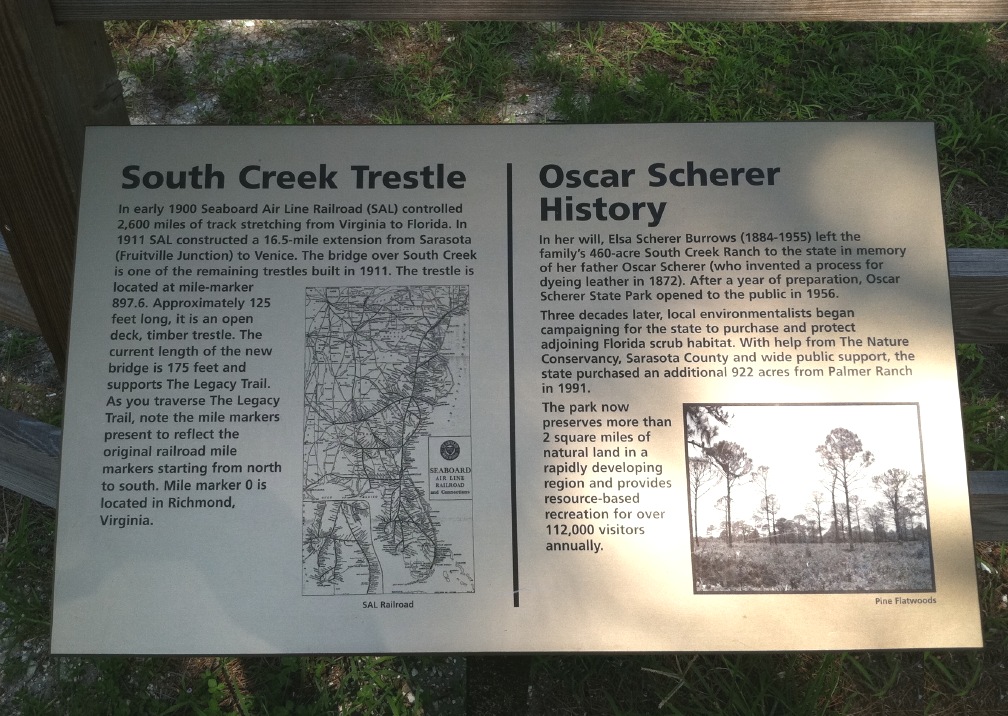 South Creek Trestle
In early 1900 Seaboard Air Line Railroad (SAL) controlled
2,600 miles of track stretching from Virginia to Florida. In
1911 SAL constructed a 16.5-mile extension from Sarasota
(Fruitville Junction) to Venice. The bridge over South Creek
is one of the remaining trestles built in 1911. The trestle is
located at mile-marker
897.6. Approximately 125
feet long, it is an open
deck, timber trestle. The
current length of the new
bridge is 175 feet and
supports The Legacy Trail.
As you traverse The Legacy
Trail, note the mile markers
present to reflect the
original railroad mile
markers starting from north
to south. Mile marker 0 is
located in Richmond,
Virginia.
SEABOARD
AIR LINE
RAILROAD
and Connections
SAL Railroad
Oscar Scherer
History
In her will, Elsa Scherer Burrows (1884-1955) left the
family's 460-acre South Creek Ranch to the state in memory
of her father Oscar Scherer (who invented a process for
dyeing leather in 1872). After a year of preparation, Oscar
Scherer State Park opened to the public in 1956.
Three decades later, local environmentalists began
campaigning for the state to purchase and protect
adjoining Florida scrub habitat. With help from The Nature
Conservancy, Sarasota County and wide public support, the
state purchased an additional 922 acres from Palmer Ranch
in 1991.
The park now
preserves more than
2 square miles of
natural land in a
rapidly developing
region and provides
resource-based
recreation for over
112,000 visitors
annually.
Pine Flatwoods